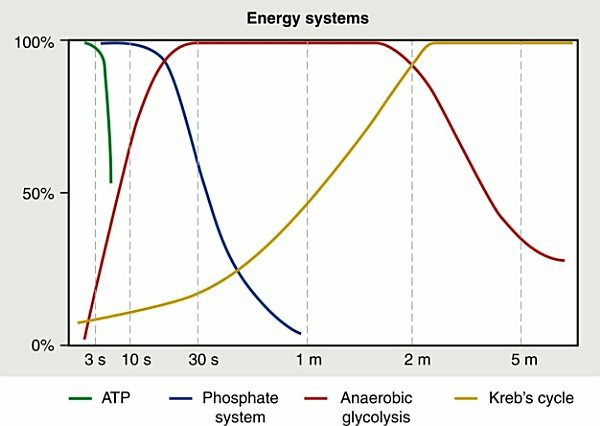 Energy systems
100%
50%
0%
3 s 10 s 30 s 1 m 2 m 5 m
ATP Phosphate system Anaerobic glycolysis Kreb's cycle